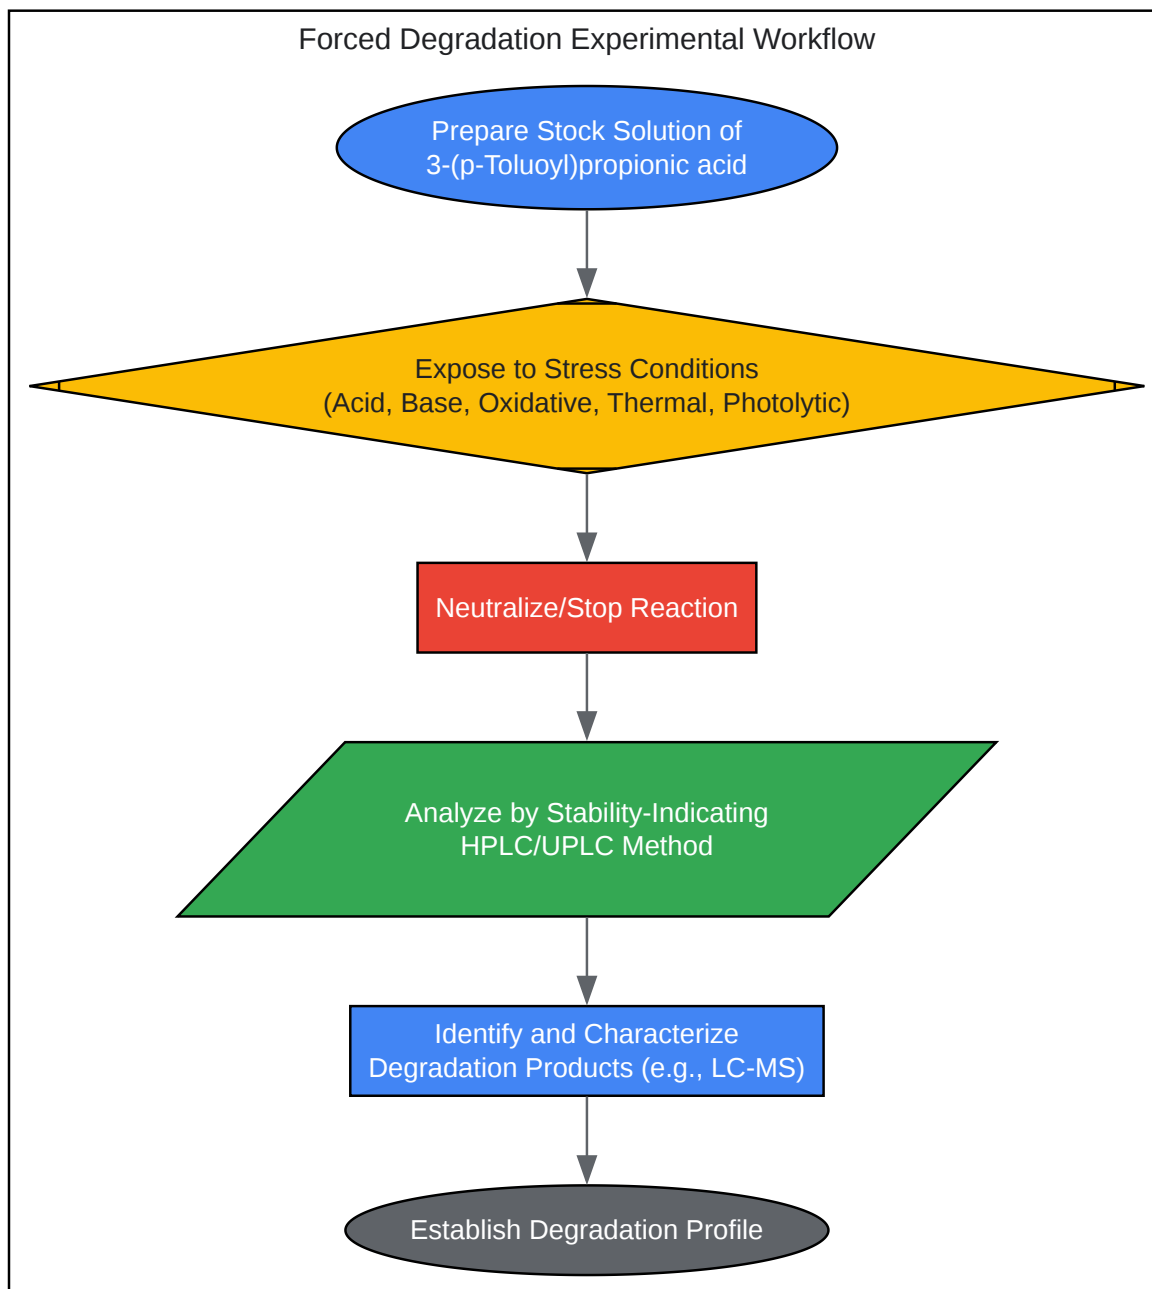 Forced Degradation Experimental Workflow
Prepare Stock Solution of
3-(p-Toluoyl)propionic acid
Expose to Stress Conditions
(Acid, Base, Oxidative, Thermal, Photolytic)
Neutralize/Stop Reaction
Analyze by Stability-Indicating
HPLC/UPLC Method
Identify and Characterize
Degradation Products (e.g., LC-MS)
Establish Degradation Profile